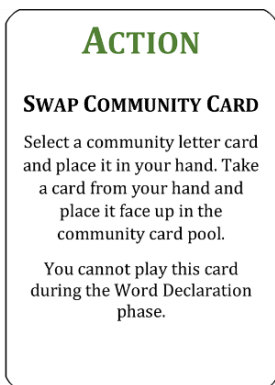 ACTION
SWAP COMMUNITY CARD
Select a community letter card
and place it in your hand. Take
a card from your hand and
place it face up in the
community card pool.
You cannot play this card
during the Word Declaration
phase.